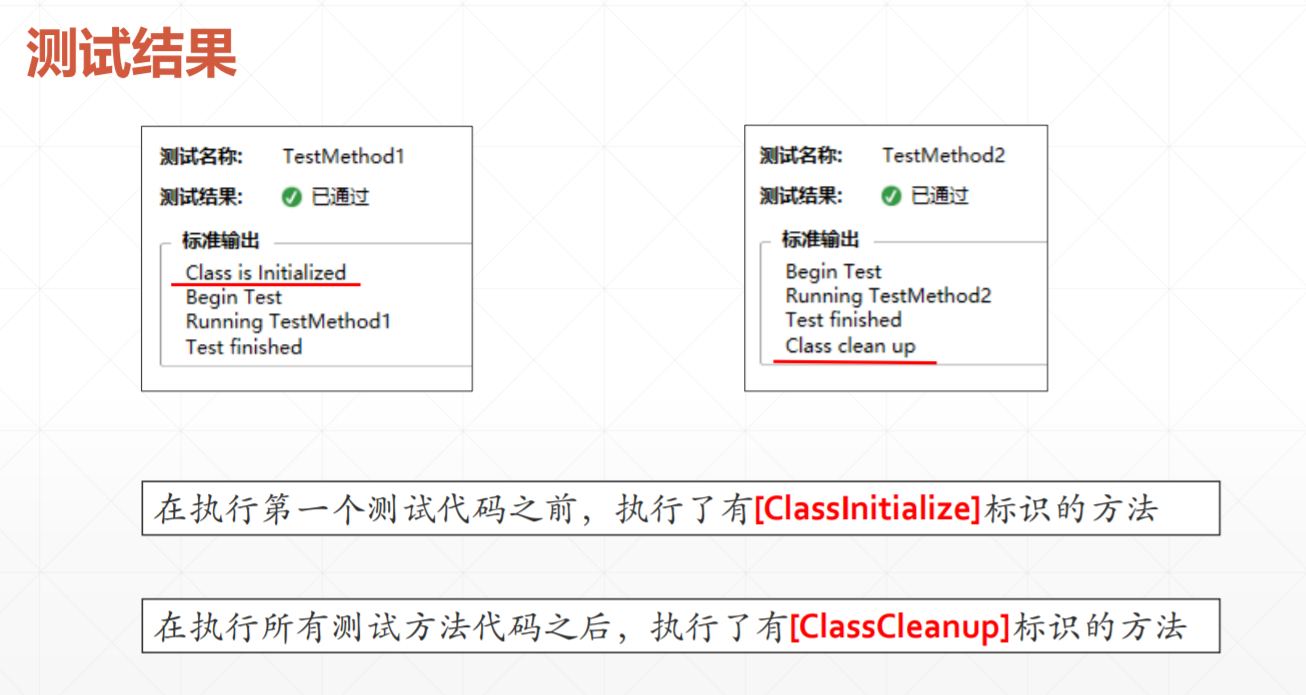 测试结果
测试名称: TestMethod1
测试结果: 已通过
标准输出
Class is Initialized
Begin Test
Running TestMethod1
Test finished
测试名称: TestMethod2
测试结果: 已通过
标准输出
Begin Test
Running TestMethod2
Test finished
Class clean up
在执行第一个测试代码之前，执行了有[ClassInitialize]标识的方法
在执行所有测试方法代码之后，执行了有[ClassCleanup]标识的方法